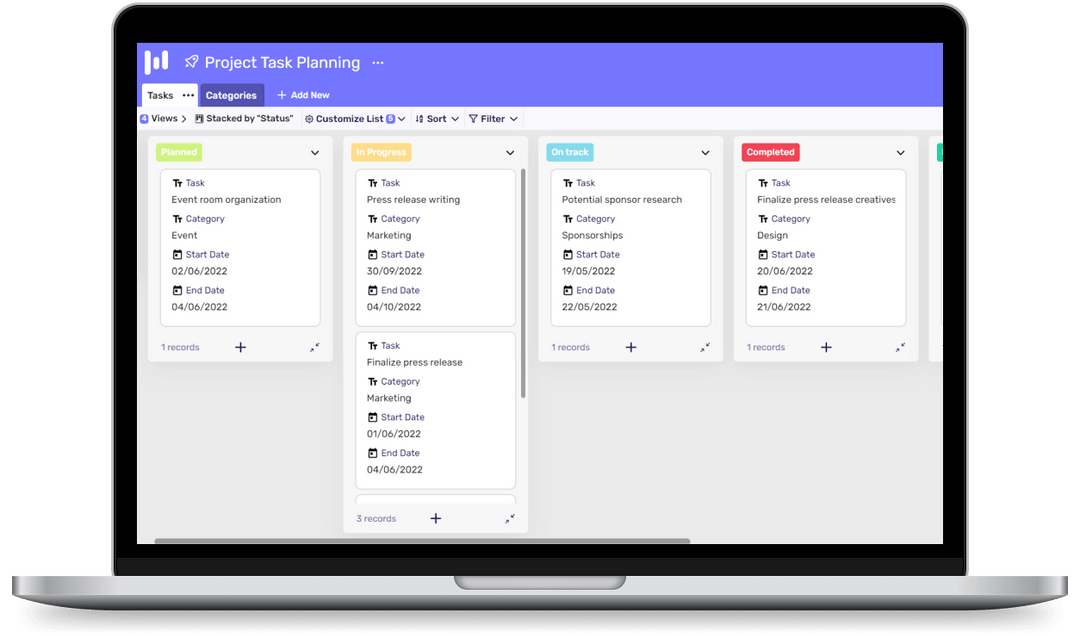 Project Task Planning ...
Tasks ... Categories + Add New
4 Views Stacked by "Status" Customize List 5 Sort Filter
Planned
Task
Event room organization
Category
Event
Start Date
02/06/2022
End Date
04/06/2022
1 records +
In Progress
Task
Press release writing
Category
Marketing
Start Date
30/09/2022
End Date
04/10/2022
Task
Finalize press release
Category
Marketing
Start Date
01/06/2022
End Date
04/06/2022
3 records +
On track
Task
Potential sponsor research
Category
Sponsorships
Start Date
19/05/2022
End Date
22/05/2022
1 records +
Completed
Task
Finalize press release creatives
Category
Design
Start Date
20/06/2022
End Date
21/06/2022
1 records +